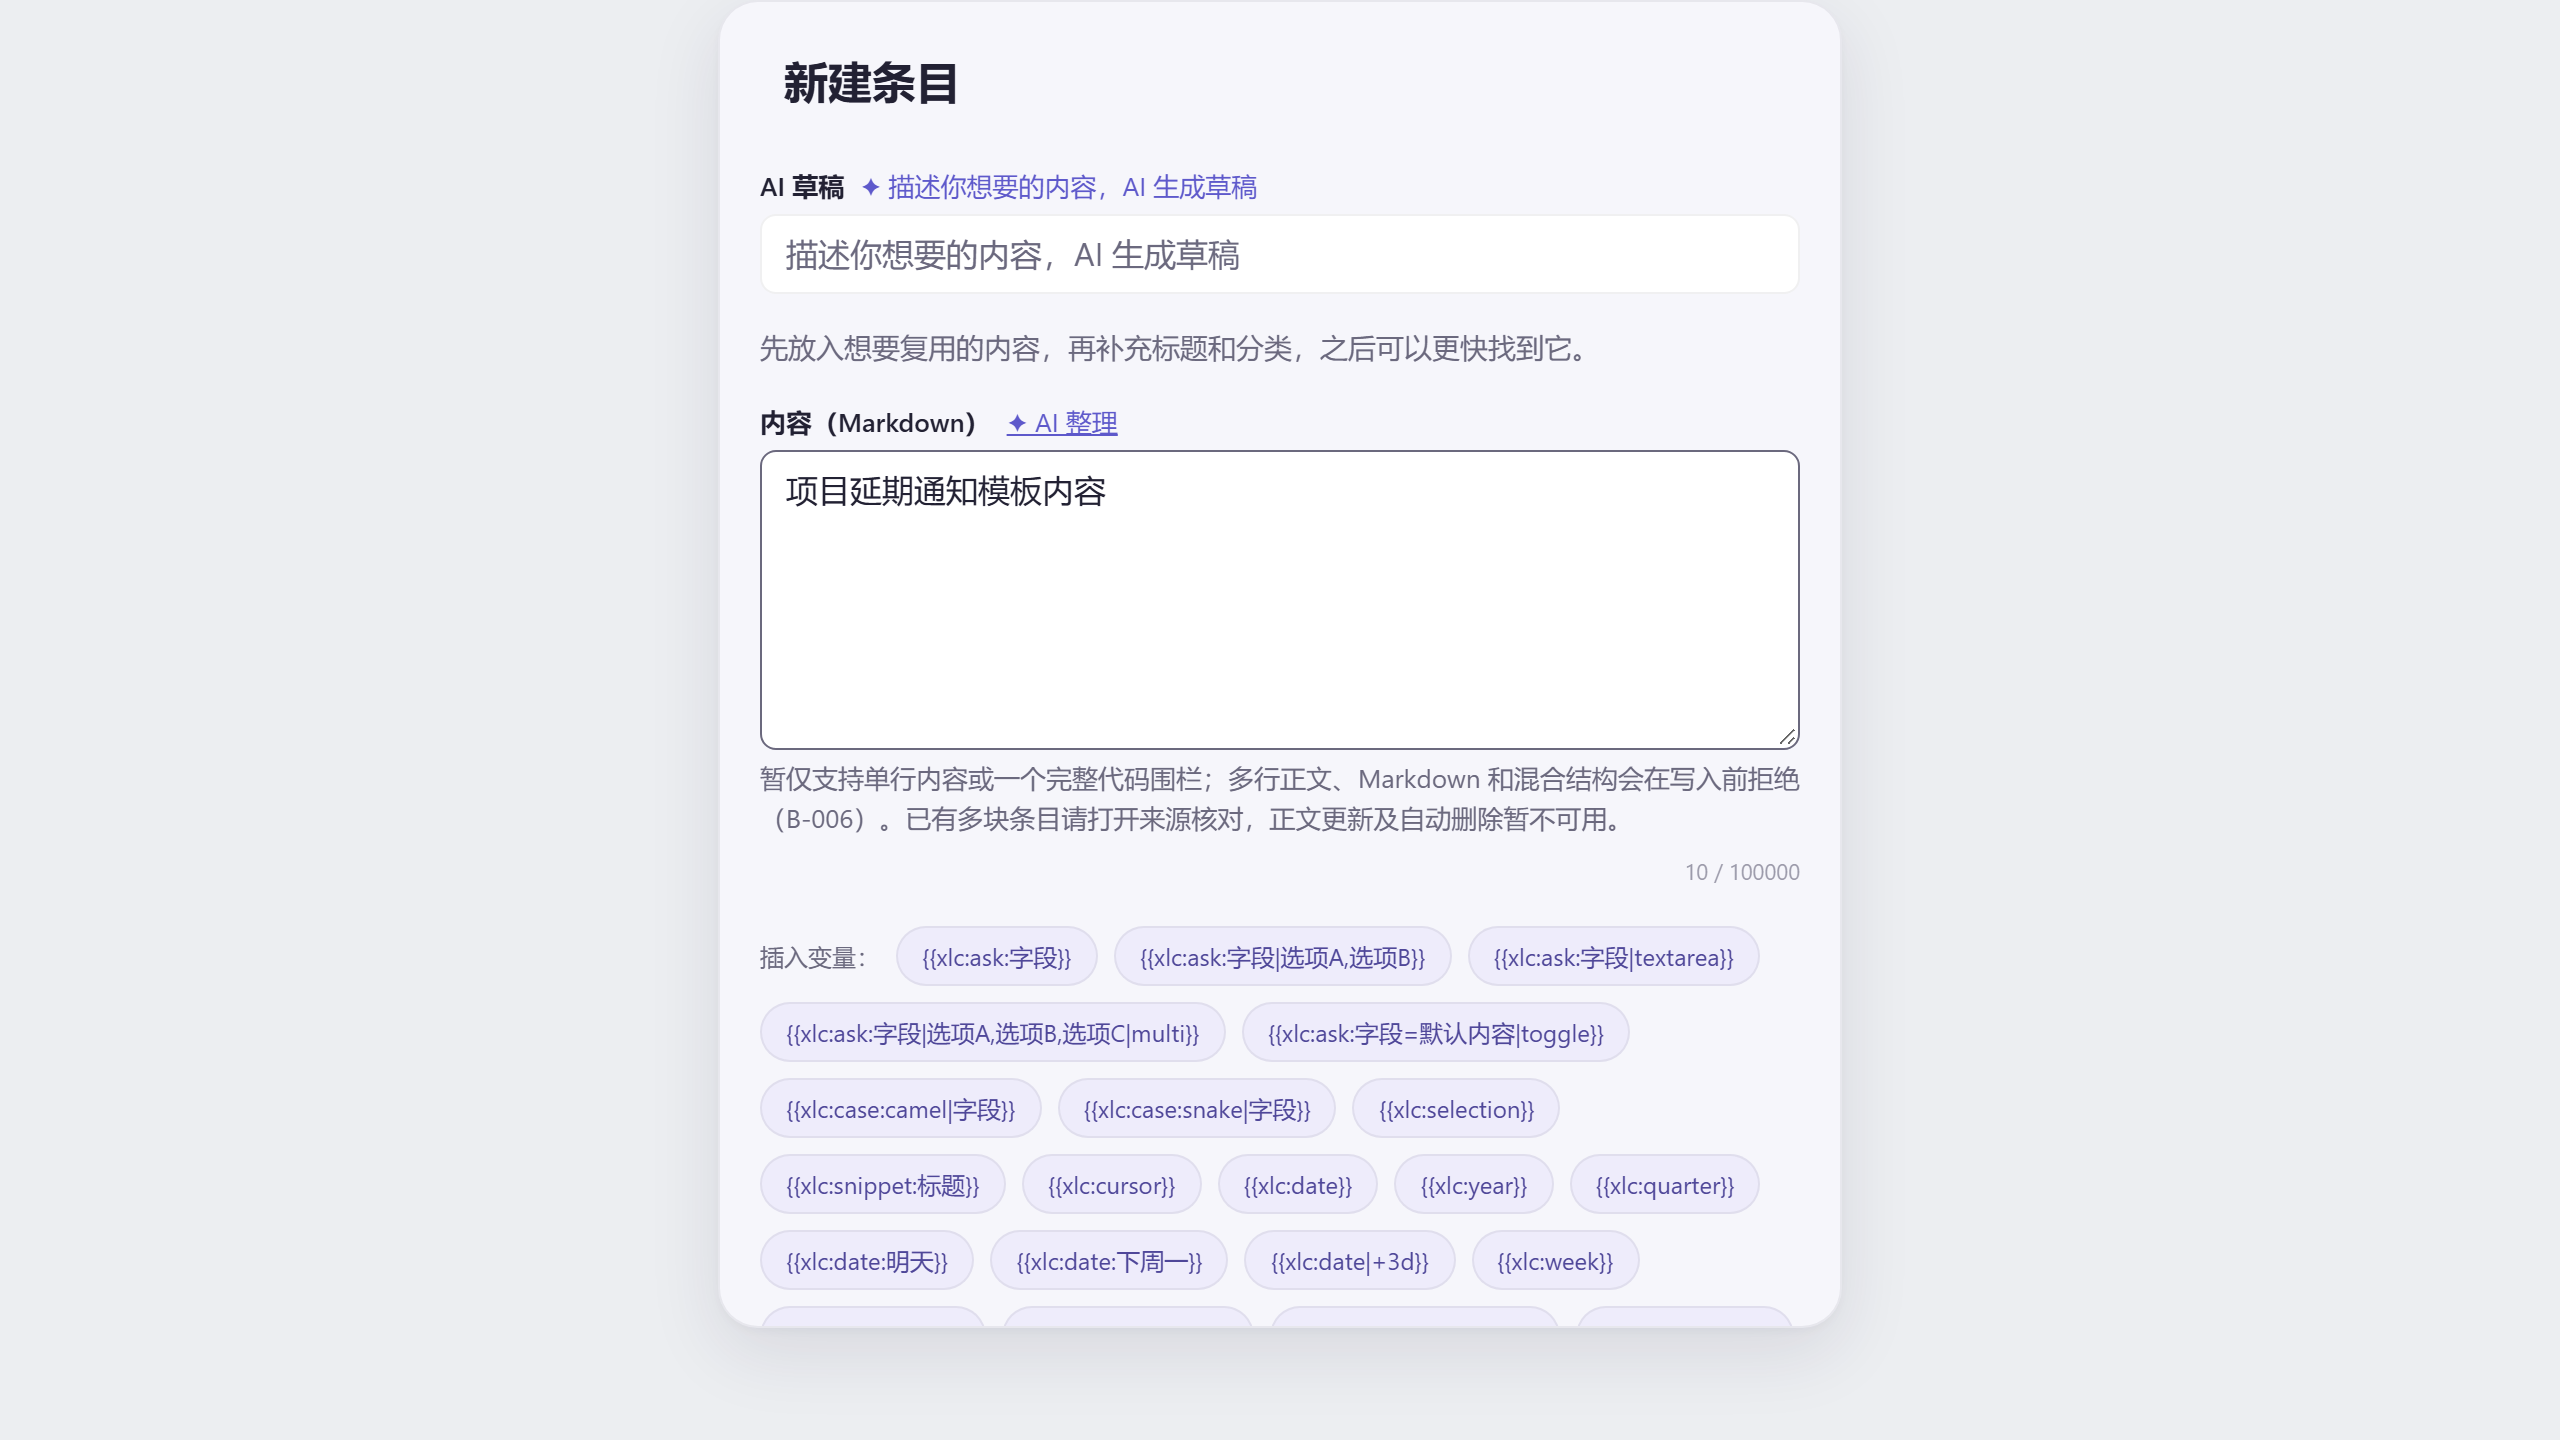 新建条目
AI 草稿 ✦ 描述你想要的内容，AI 生成草稿
描述你想要的内容，AI 生成草稿
先放入想要复用的内容，再补充标题和分类，之后可以更快找到它。
内容（Markdown） ✦ AI 整理
项目延期通知模板内容
暂仅支持单行内容或一个完整代码围栏；多行正文、Markdown 和混合结构会在写入前拒绝
（B-006）。已有多块条目请打开来源核对，正文更新及自动删除暂不可用。
10 / 100000
插入变量： {{xlc:ask:字段}} {{xlc:ask:字段|选项A,选项B}} {{xlc:ask:字段|textarea}}
{{xlc:ask:字段|选项A,选项B,选项C|multi}} {{xlc:ask:字段=默认内容|toggle}}
{{xlc:case:camel|字段}} {{xlc:case:snake|字段}} {{xlc:selection}}
{{xlc:snippet:标题}} {{xlc:cursor}} {{xlc:date}} {{xlc:year}} {{xlc:quarter}}
{{xlc:date:明天}} {{xlc:date:下周一}} {{xlc:date|+3d}} {{xlc:week}}